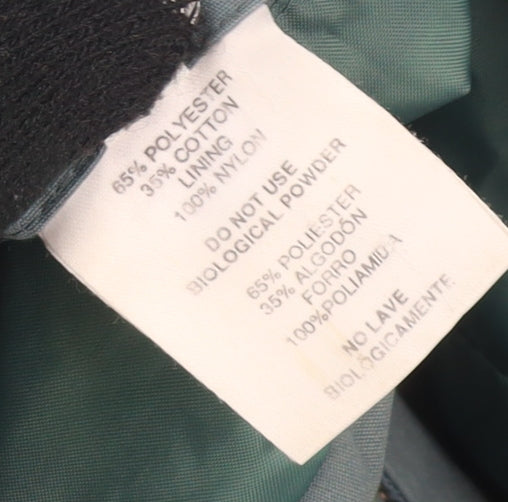 65% POLYESTER
35% COTTON
LINING
100% NYLON
DO NOT USE
BIOLOGICAL POWDER
65% POLIESTER
35% ALGODÓN
FORRO
100% POLIAMIDA
NO LAVE
BIOLOGICAMENTE